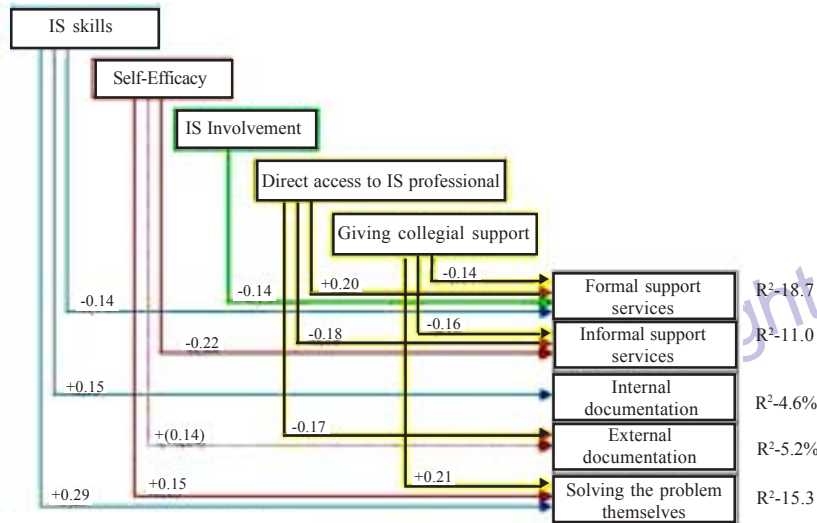 IS skills
Self-Efficacy
IS Involvement
Direct access to IS professional
Giving collegial support
-0.14
+0.20
-0.14
-0.14
Formal support
services
R²-18.7
-0.16
-0.18
-0.22
Informal support
services
R²-11.0
+0.15
Internal
documentation
R²-4.6%
-0.17
+(0.14)
External
documentation
R²-5.2%
+0.21
+0.15
+0.29
Solving the problem
themselves
R²-15.3
ight